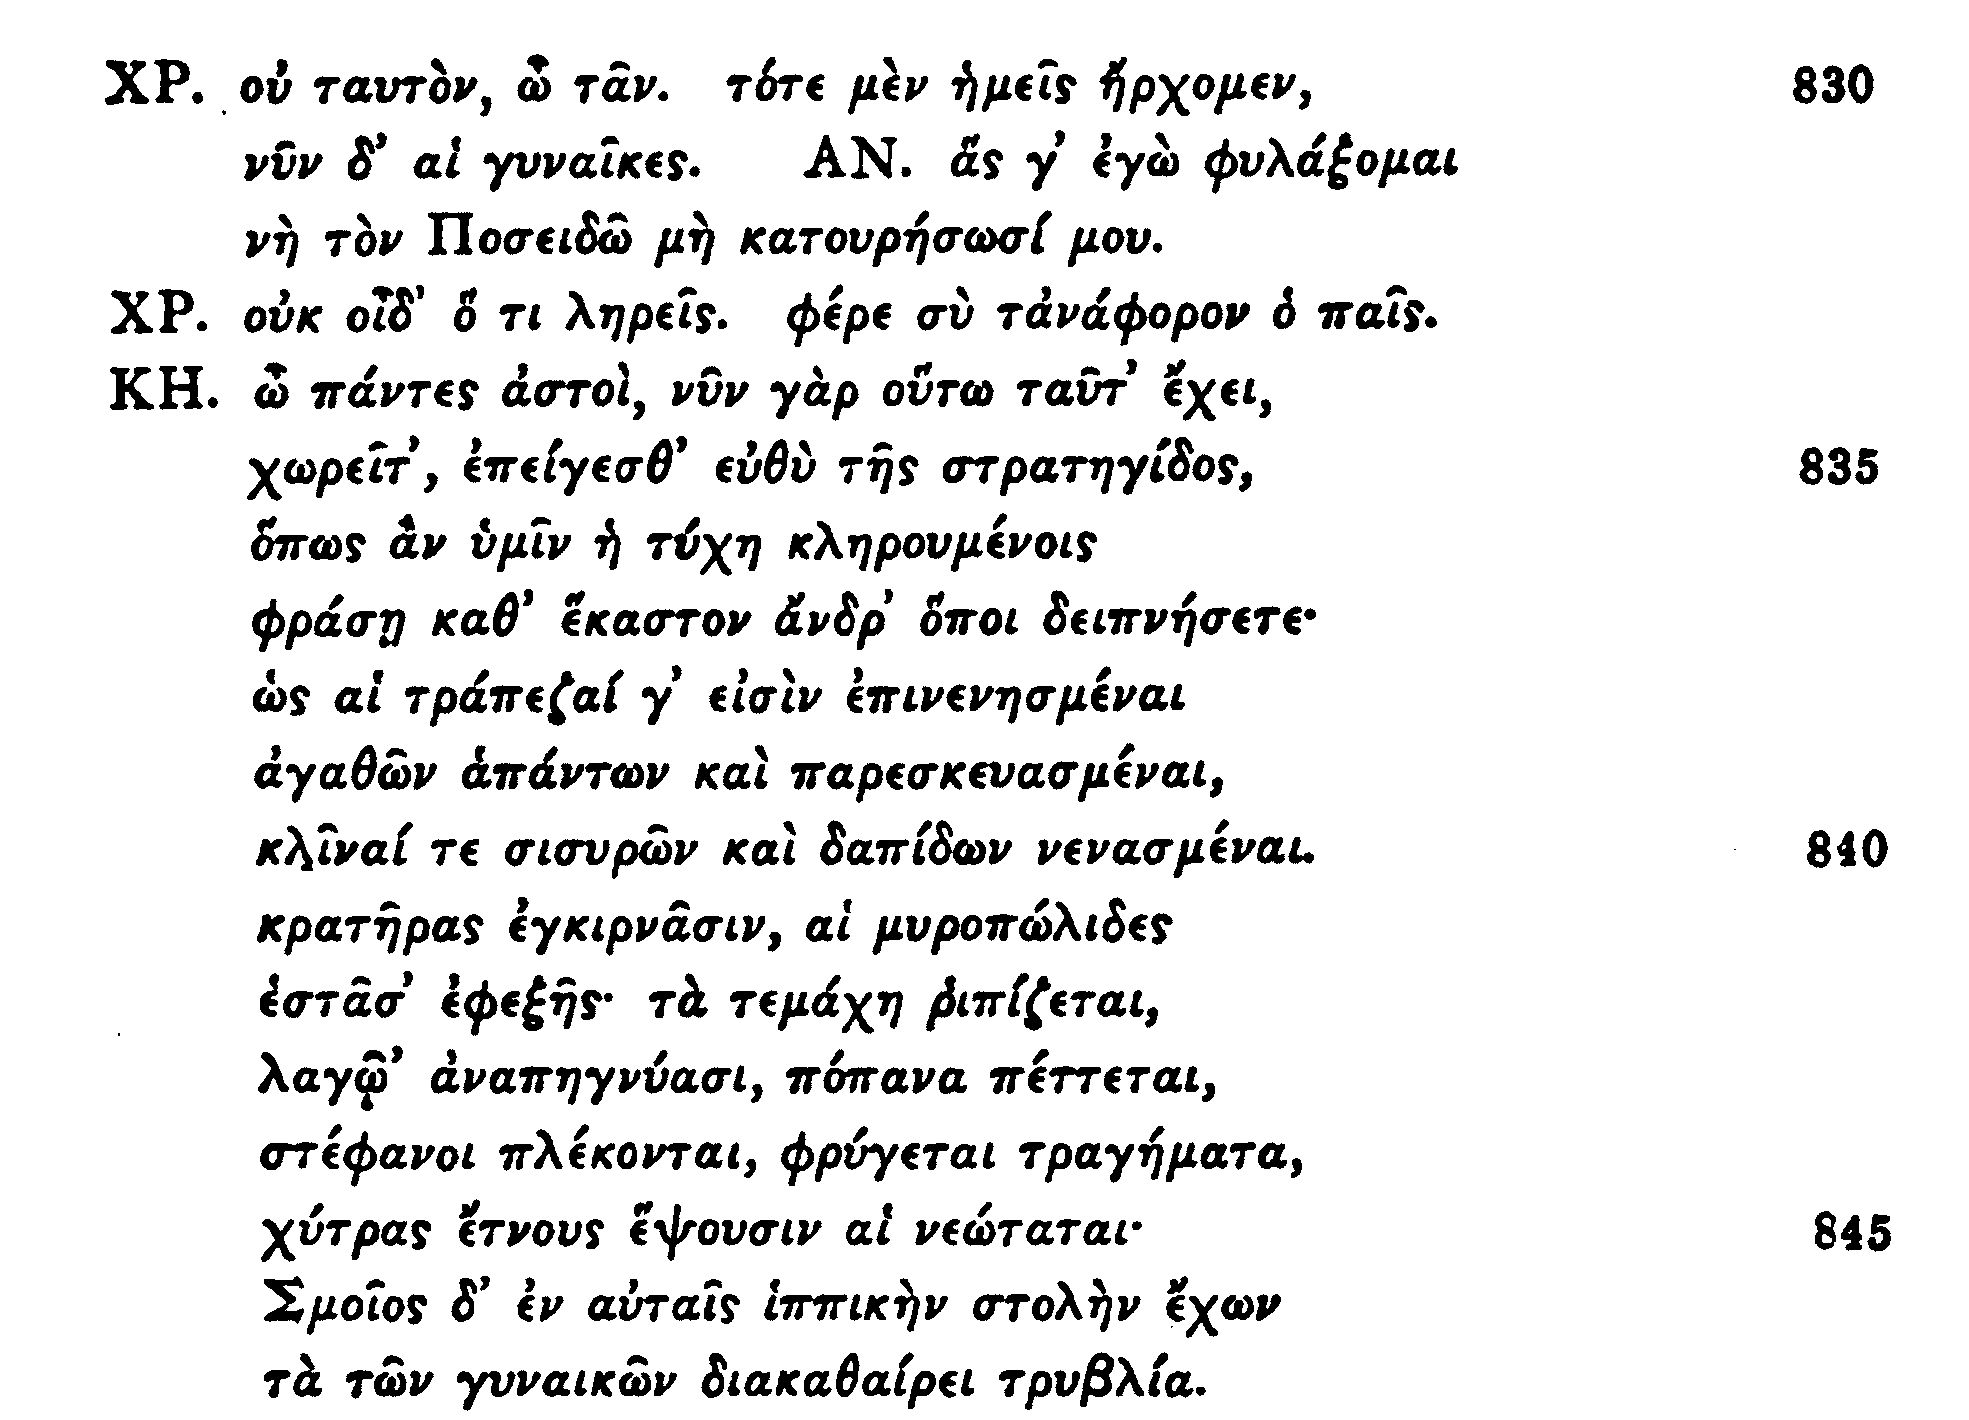 ΧΡ. οὐ ταυτὸν, ὦ τᾶν. τότε μὲν ἡμεῖς ἤρχομεν, 830
νῦν δ’ αἱ γυναῖκες. ΑΝ. ἅς γ’ ἐγὼ φυλάξομαι
νὴ τὸν Ποσειδῶ μὴ κατουρήσωσί μου.
ΧΡ. οὐκ οἶδ’ ὅ τι ληρεῖς. φέρε σὺ τἀνάφορον ὁ παῖς.
ΚΗ. ὦ πάντες ἀστοὶ, νῦν γὰρ οὕτω ταῦτ’ ἔχει,
χωρεῖτ’, ἐπείγεσθ’ εὐθὺ τῆς στρατηγίδος, 835
ὅπως ἂν ὑμῖν ἡ τύχη κληρουμένοις
φράσῃ καθ’ ἕκαστον ἄνδρ’ ὅποι δειπνήσετε·
ὡς αἱ τράπεζαί γ’ εἰσὶν ἐπινενησμέναι
ἀγαθῶν ἁπάντων καὶ παρεσκευασμέναι,
κλῖναί τε σισυρῶν καὶ δαπίδων νενασμέναι. 840
κρατῆρας ἐγκιρνᾶσιν, αἱ μυροπώλιδες
ἑστᾶσ’ ἐφεξῆς· τὰ τεμάχη ῥιπίζεται,
λαγῷ’ ἀναπηγνύασι, πόπανα πέττεται,
στέφανοι πλέκονται, φρύγεται τραγήματα,
χύτρας ἔτνους ἕψουσιν αἱ νεώταται· 845
Σμοῖος δ’ ἐν αὐταῖς ἱππικὴν στολὴν ἔχων
τὰ τῶν γυναικῶν διακαθαίρει τρυβλία.